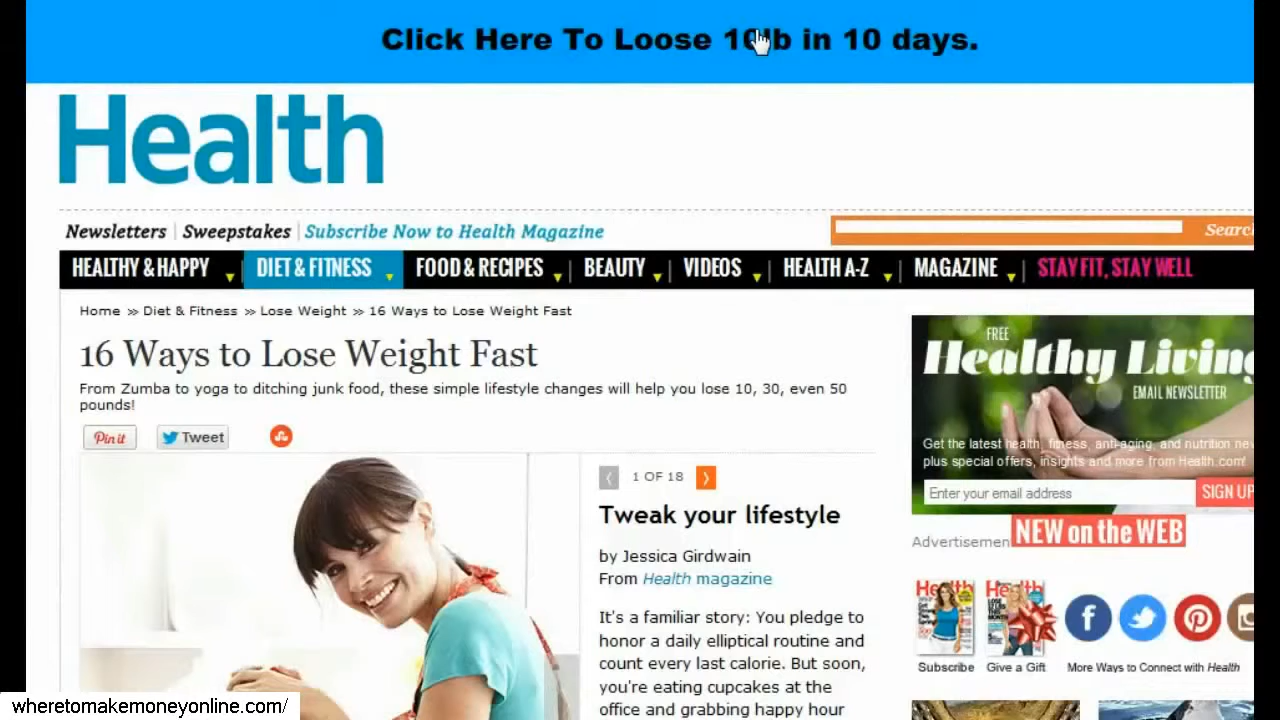 Click Here To Loose 10lb in 10 days.
Health
Newsletters Sweepstakes Subscribe Now to Health Magazine
Search
HEALTHY & HAPPY DIET & FITNESS FOOD & RECIPES BEAUTY VIDEOS HEALTH A-Z MAGAZINE STAY FIT, STAY WELL
Home » Diet & Fitness » Lose Weight » 16 Ways to Lose Weight Fast
16 Ways to Lose Weight Fast
From Zumba to yoga to ditching junk food, these simple lifestyle changes will help you lose 10, 30, even 50
pounds!
Pin it Tweet
1 OF 18
Tweak your lifestyle
by Jessica Girdwain
From Health magazine
It's a familiar story: You pledge to
honor a daily elliptical routine and
count every last calorie. But soon,
you're eating cupcakes at the
office and grabbing happy hour
FREE
Healthy Living
EMAIL NEWSLETTER
Get the latest health, fitness, anti-aging, and nutrition ne
plus special offers, insights and more from Health.com!
Enter your email address SIGN UP
Advertisemen NEW on the WEB
Health Health
Subscribe Give a Gift More Ways to Connect with Health
wheretomakemoneyonline.com/